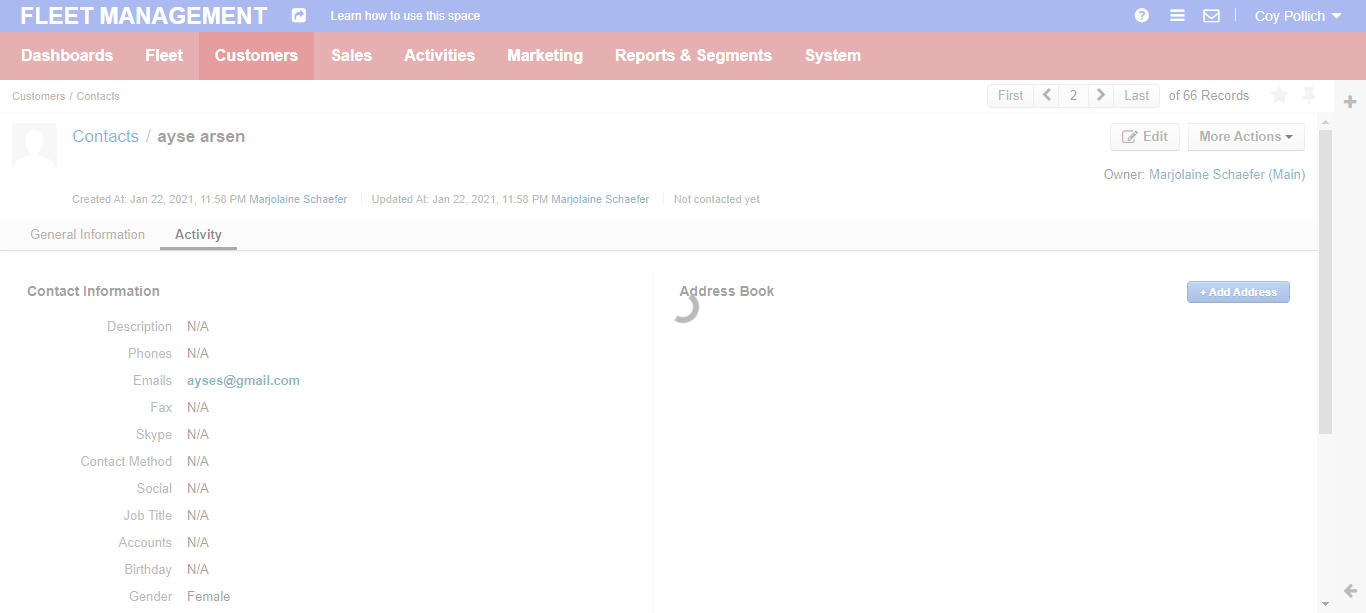 FLEET MANAGEMENT Learn how to use this space Coy Pollich
Dashboards Fleet Customers Sales Activities Marketing Reports & Segments System
Customers / Contacts First 2 Last of 66 Records
Contacts / ayse arsen Edit More Actions
Owner: Marjolaine Schaefer (Main)
Created At: Jan 22, 2021, 11:58 PM Marjolaine Schaefer Updated At: Jan 22, 2021, 11:58 PM Marjolaine Schaefer Not contacted yet
General Information Activity
Contact Information Address Book + Add Address
Description N/A
Phones N/A
Emails ayses@gmail.com
Fax N/A
Skype N/A
Contact Method N/A
Social N/A
Job Title N/A
Accounts N/A
Birthday N/A
Gender Female